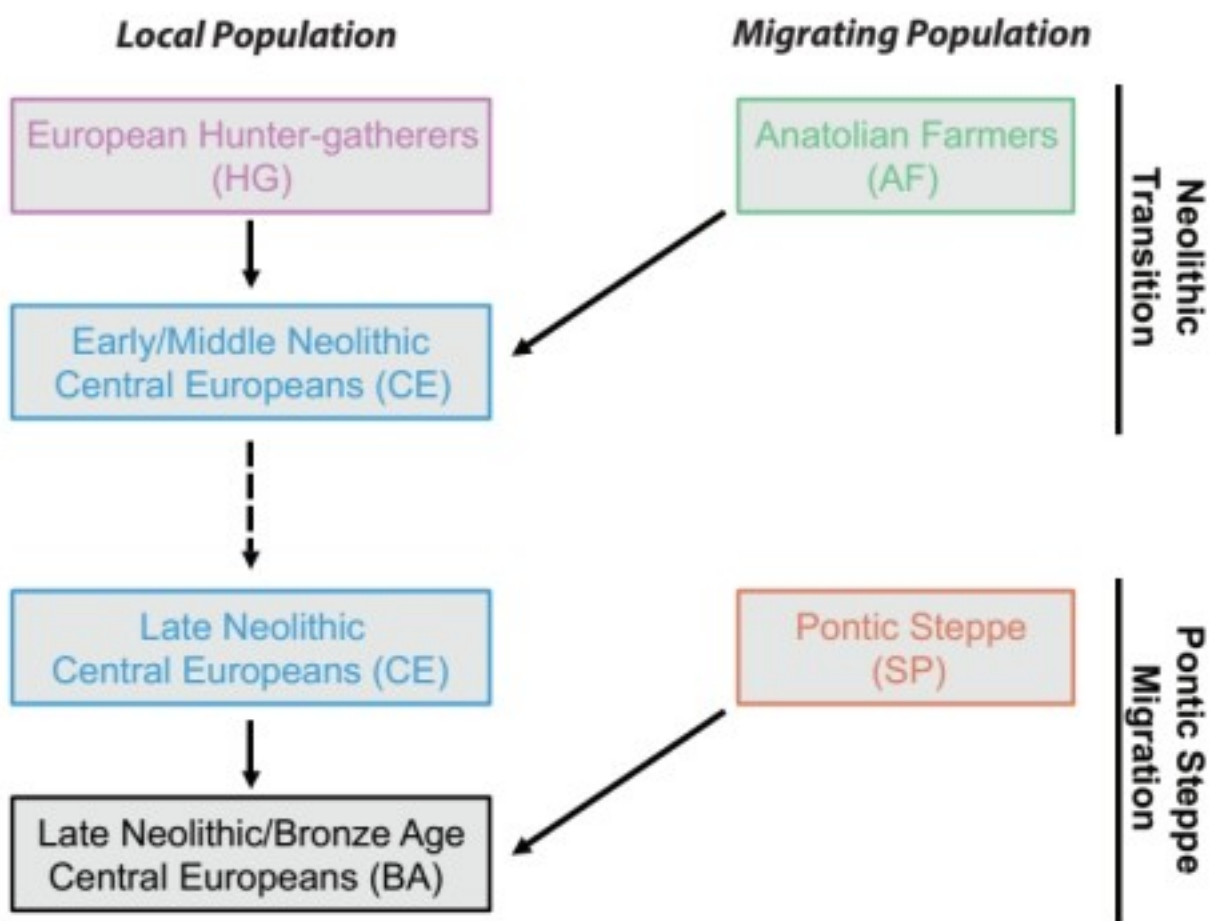 Local Population
Migrating Population
European Hunter-gatherers
(HG)
Anatolian Farmers
(AF)
Neolithic
Transition
Early/Middle Neolithic
Central Europeans (CE)
Late Neolithic
Central Europeans (CE)
Pontic Steppe
(SP)
Pontic Steppe
Migration
Late Neolithic/Bronze Age
Central Europeans (BA)